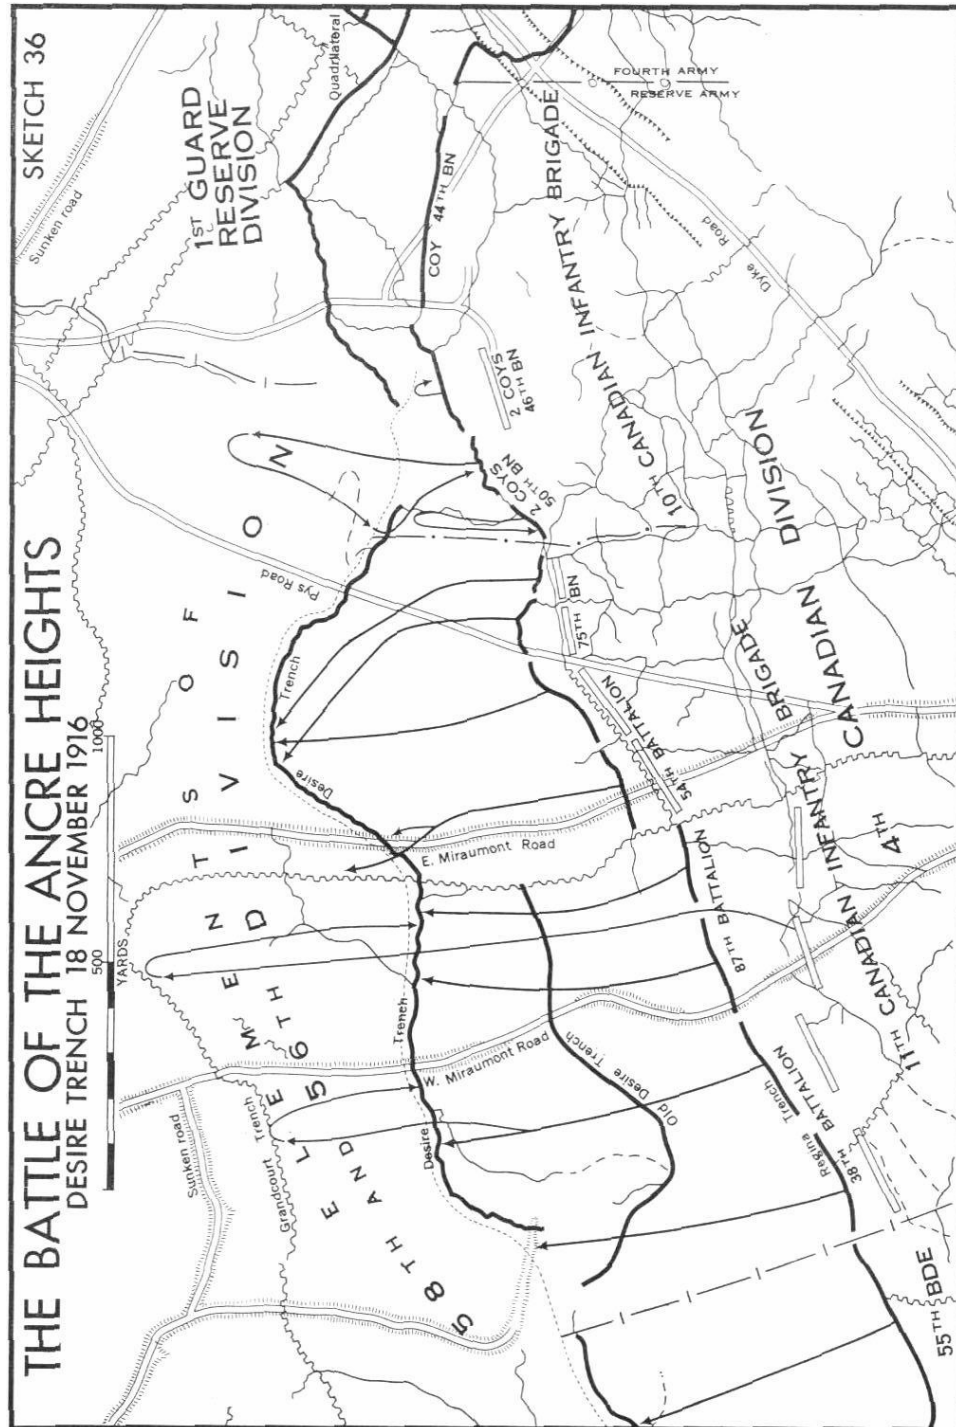 THE BATTLE OF THE ANCRE HEIGHTS
DESIRE TRENCH 18 NOVEMBER 1916
SKETCH 36
500
1000
YARDS
Sunken road
Sunken road
Quadrilateral
1ST GUARD
RESERVE
DIVISION
ELEMENTS OF
58TH AND 56TH DIVISION
Grandcourt Trench
Pys Road
Desire Trench
Desire Trench
E. Miraumont Road
W. Miraumont Road
Old Desire Trench
Regina Trench
COY 44TH BN
2 COYS
46TH BN
2 COYS
50TH BN
75TH BN
54TH BATTALION
87TH BATTALION
38TH BATTALION
55TH BDE
FOURTH ARMY
RESERVE ARMY
Dyke Road
10TH CANADIAN INFANTRY BRIGADE
11TH CANADIAN INFANTRY BRIGADE
4TH CANADIAN DIVISION